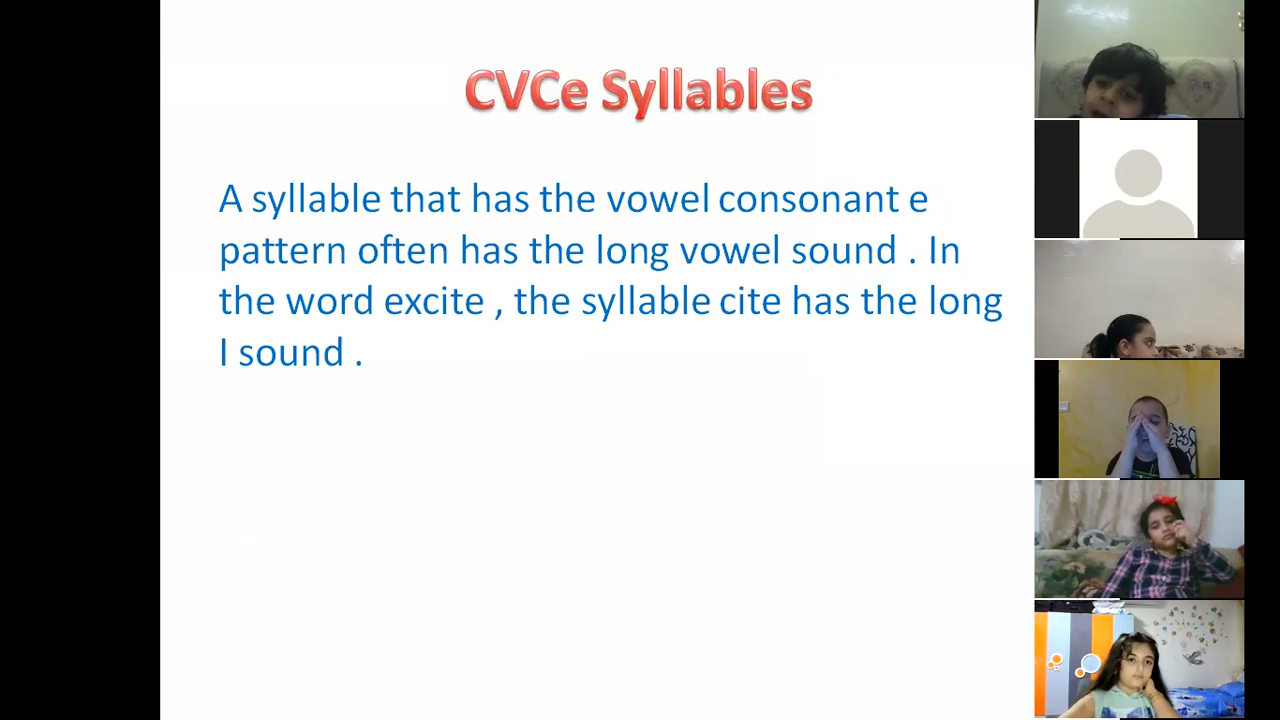 CVCe Syllables
A syllable that has the vowel consonant e
pattern often has the long vowel sound . In
the word excite , the syllable cite has the long
I sound .